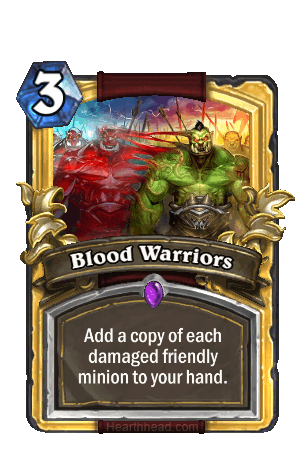 3
Blood Warriors
Add a copy of each
damaged friendly
minion to your hand.
Hearthhead.com